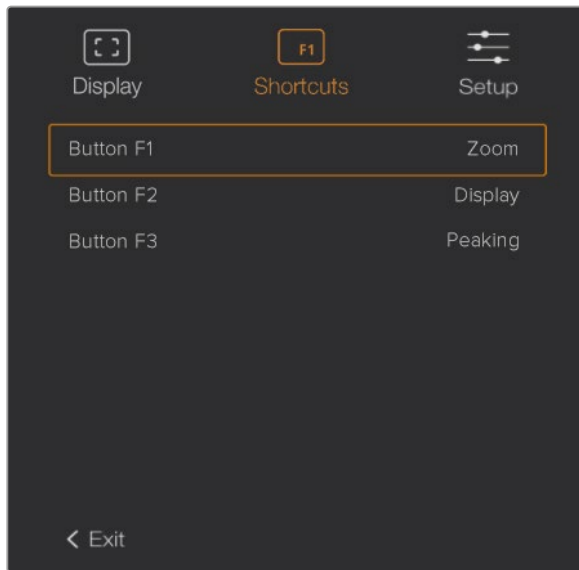 F1
Display Shortcuts Setup
Button F1 Zoom
Button F2 Display
Button F3 Peaking
< Exit